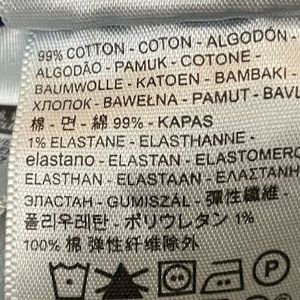 99% COTTON - COTON - ALGODÓN -
ALGODÃO - PAMUK - COTONE -
BAUMWOLLE - KATOEN - BAMBAKI -
ХЛОПОК - BAWEŁNA - PAMUT - BAVL
棉 - 면 - 綿 99% - KAPAS
1% ELASTANE - ELASTHANNE -
elastano - ELASTAN - ELASTOMERO
ELASTHAN - ELASTAAN - ΕΛΑΣΤΑΝΗ
ЭЛАСТАН - GUMISZÁL - 彈性纖維 -
폴리우레탄 - ポリウレタン 1%
100% 棉 弹性纤维除外